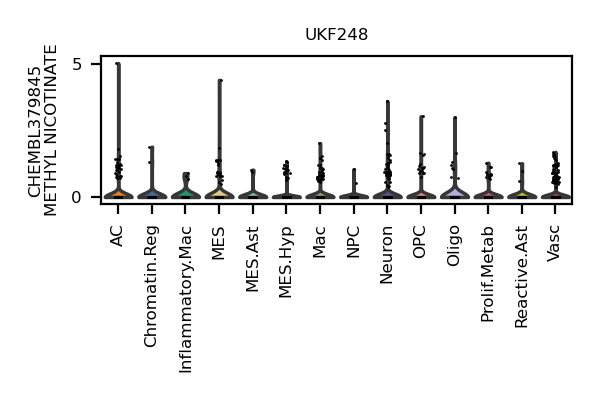 UKF248
CHEMBL379845
METHYL NICOTINATE
5
0
AC
Chromatin.Reg
Inflammatory.Mac
MES
MES.Ast
MES.Hyp
Mac
NPC
Neuron
OPC
Oligo
Prolif.Metab
Reactive.Ast
Vasc